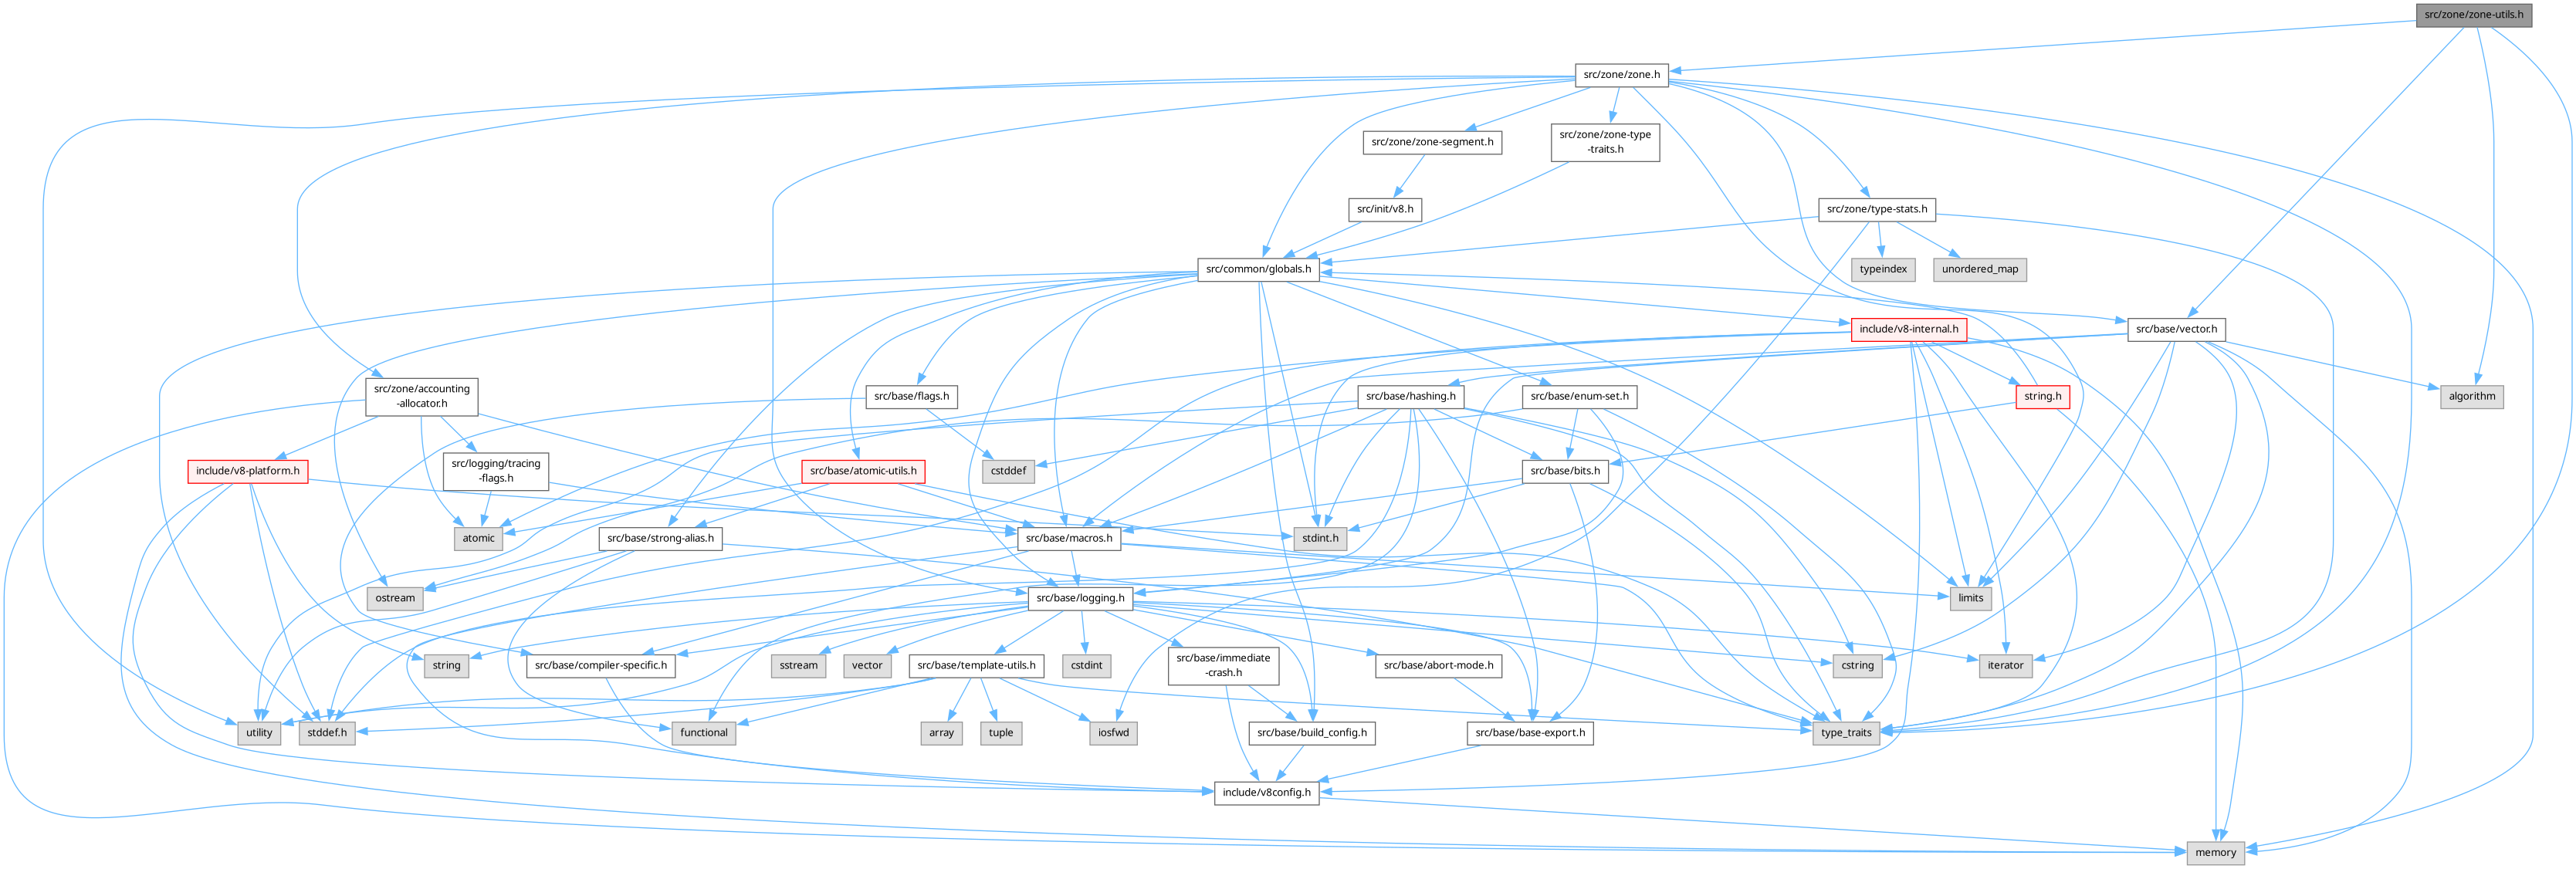 src/zone/zone-utils.h
src/zone/zone.h
src/zone/zone-segment.h
src/zone/zone-type
-traits.h
src/init/v8.h
src/zone/type-stats.h
src/common/globals.h
typeindex
unordered_map
include/v8-internal.h
src/base/vector.h
src/zone/accounting
-allocator.h
src/base/flags.h
src/base/hashing.h
src/base/enum-set.h
string.h
algorithm
include/v8-platform.h
src/logging/tracing
-flags.h
src/base/atomic-utils.h
cstddef
src/base/bits.h
atomic
src/base/strong-alias.h
src/base/macros.h
stdint.h
ostream
src/base/logging.h
limits
string
src/base/compiler-specific.h
sstream
vector
src/base/template-utils.h
cstdint
src/base/immediate
-crash.h
src/base/abort-mode.h
cstring
iterator
utility
stddef.h
functional
array
tuple
iosfwd
src/base/build_config.h
src/base/base-export.h
type_traits
include/v8config.h
memory